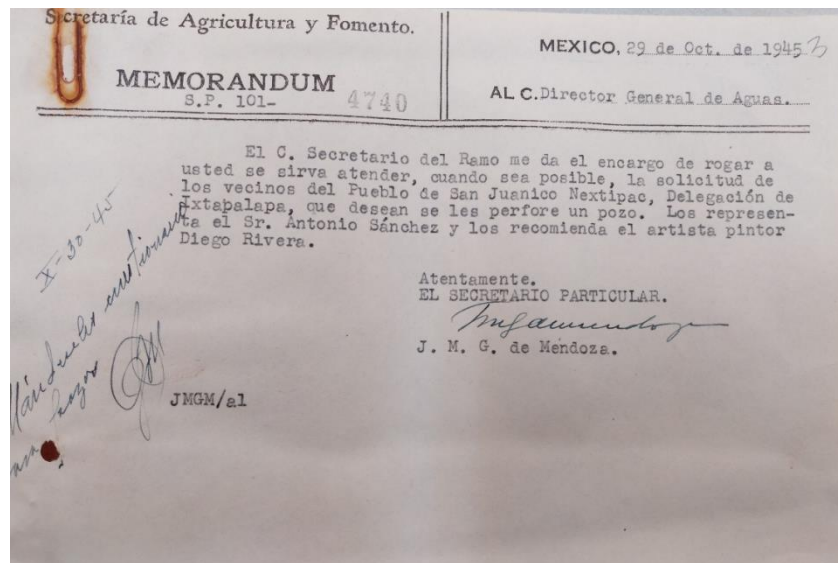 Secretaría de Agricultura y Fomento.
MEMORANDUM
S.P. 101- 4740
MEXICO, 29 de Oct. de 1945
AL C. Director General de Aguas.
El C. Secretario del Ramo me da el encargo de rogar a
usted se sirva atender, cuando sea posible, la solicitud de
los vecinos del Pueblo de San Juanico Nextipac, Delegación de
Ixtapalapa, que desean se les perfore un pozo. Los represen-
ta el Sr. Antonio Sánchez y los recomienda el artista pintor
Diego Rivera.
Atentamente.
EL SECRETARIO PARTICULAR.
J. M. G. de Mendoza.
JMGM/al
X-30-45
Mándeles cuestionario